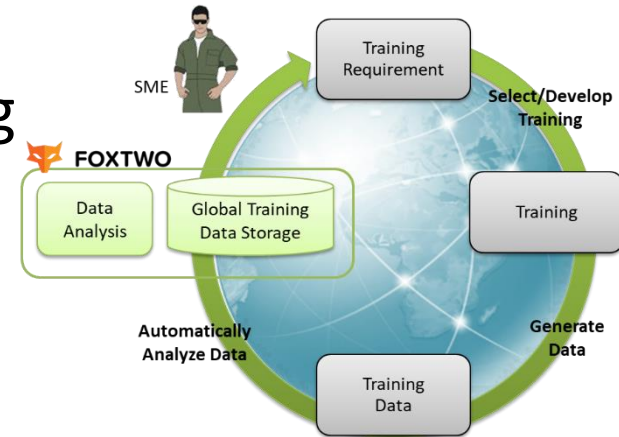 g
SME
Training
Requirement
Select/Develop
Training
FOXTWO
Data
Analysis
Global Training
Data Storage
Training
Automatically
Analyze Data
Generate
Data
Training
Data